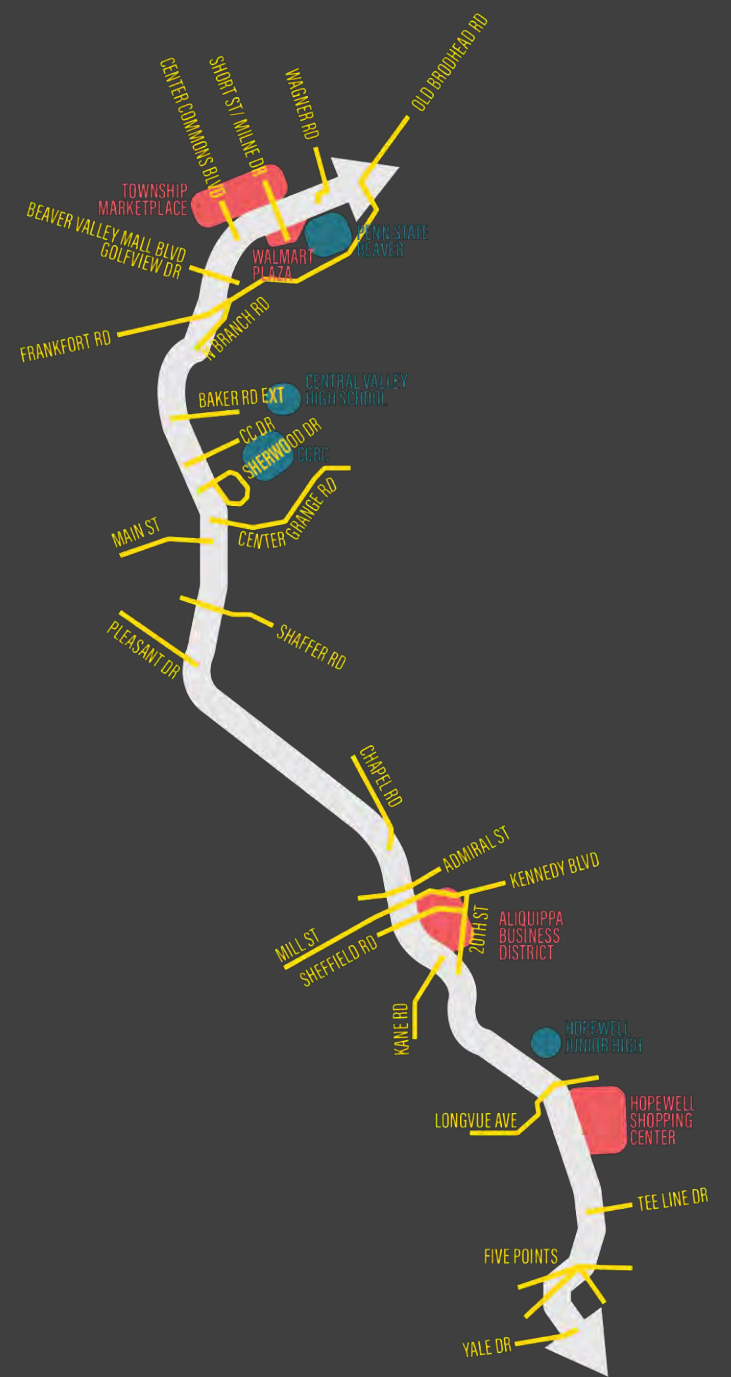 OLD BRODHEAD RD
WAGNER RD
SHORT ST/ MILNE DR
CENTER COMMONS BLVD
TOWNSHIP
MARKETPLACE
BEAVER VALLEY MALL BLVD
GOLFVIEW DR
PENN STATE
BEAVER
WALMART
PLAZA
FRANKFORT RD
N BRANCH RD
BAKER RD EXT
CENTRAL VALLEY
HIGH SCHOOL
CC DR
SHERWOOD DR
CCBC
CENTER GRANGE RD
MAIN ST
SHAFFER RD
PLEASANT DR
CHAPEL RD
ADMIRAL ST
KENNEDY BLVD
MILL ST
SHEFFIELD RD
20TH ST
ALIQUIPPA
BUSINESS
DISTRICT
KANE RD
HOPEWELL
JUNIOR HIGH
LONGVUE AVE
HOPEWELL
SHOPPING
CENTER
TEE LINE DR
FIVE POINTS
YALE DR